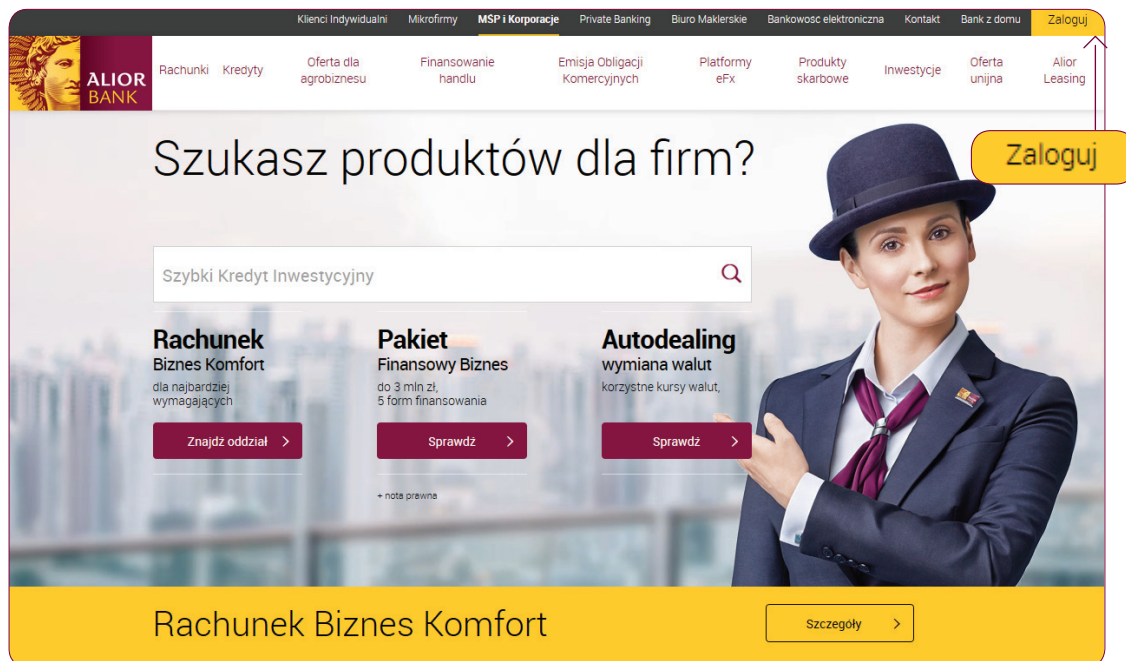 Klienci Indywidualni Mikrofirmy MŚP i Korporacje Private Banking Biuro Maklerskie Bankowość elektroniczna Kontakt Bank z domu Zaloguj
ALIOR
BANK
Rachunki Kredyty
Oferta dla
agrobiznesu
Finansowanie
handlu
Emisja Obligacji
Komercyjnych
Platformy
eFx
Produkty
skarbowe
Inwestycje
Oferta
unijna
Alior
Leasing
Zaloguj
Szukasz produktów dla firm?
Szybki Kredyt Inwestycyjny
Rachunek
Biznes Komfort
dla najbardziej
wymagających
Znajdź oddział >
Pakiet
Finansowy Biznes
do 3 mln zł,
5 form finansowania
Sprawdź >
+ nota prawna
Autodealing
wymiana walut
korzystne kursy walut,
Sprawdź >
Rachunek Biznes Komfort
Szczegóły >